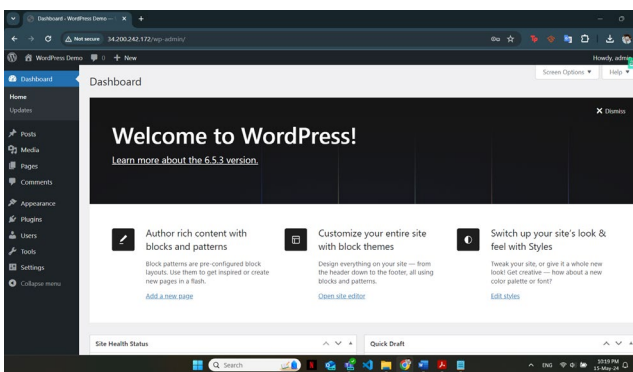 Dashboard ‹ WordPress Demo —
Not secure 34.200.242.172/wp-admin/
WordPress Demo 0 + New Howdy, admin
Screen Options Help
Dashboard
Home
Updates
Posts
Media
Pages
Comments
Appearance
Plugins
Users
Tools
Settings
Collapse menu
Dashboard
Dismiss
Welcome to WordPress!
Learn more about the 6.5.3 version.
Author rich content with
blocks and patterns
Block patterns are pre-configured block
layouts. Use them to get inspired or create
new pages in a flash.
Add a new page
Customize your entire site
with block themes
Design everything on your site — from
the header down to the footer, all using
blocks and patterns.
Open site editor
Switch up your site's look &
feel with Styles
Tweak your site, or give it a whole new
look! Get creative — how about a new
color palette or font?
Edit styles
Site Health Status
Quick Draft
Search
ENG
10:19 PM
15-May-24